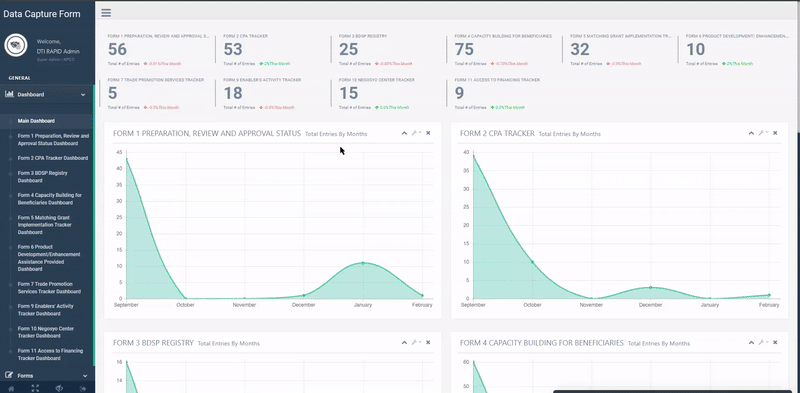 Data Capture Form
Welcome,
DTI RAPID Admin
Super Admin (NPCO)
GENERAL
Dashboard
Main Dashboard
Form 1 Preparation, Review and
Approval Status Dashboard
Form 2 CPA Tracker Dashboard
Form 3 BDSP Registry
Dashboard
Form 4 Capacity Building for
Beneficiaries Dashboard
Form 5 Matching Grant
Implementation Tracker
Dashboard
Form 6 Product
Development/Enhancement
Assistance Provided
Dashboard
Form 7 Trade Promotion
Services Tracker Dashboard
Form 9 Enablers' Activity
Tracker Dashboard
Form 10 Negosyo Center
Tracker Dashboard
Form 11 Access to Financing
Tracker Dashboard
Forms
FORM 1 PREPARATION, REVIEW AND APPROVAL S...
56
Total # of Entries
FORM 2 CPA TRACKER
53
Total # of Entries
FORM 3 BDSP REGISTRY
25
Total # of Entries
FORM 4 CAPACITY BUILDING FOR BENEFICIARIES
75
Total # of Entries
FORM 5 MATCHING GRANT IMPLEMENTATION TR...
32
Total # of Entries
FORM 6 PRODUCT DEVELOPMENT/ ENHANCEMEN...
10
Total # of Entries
FORM 7 TRADE PROMOTION SERVICES TRACKER
5
Total # of Entries
FORM 9 ENABLER'S ACTIVITY TRACKER
18
Total # of Entries
FORM 10 NEGOSYO CENTER TRACKER
15
Total # of Entries
FORM 11 ACCESS TO FINANCING TRACKER
9
Total # of Entries
FORM 1 PREPARATION, REVIEW AND APPROVAL STATUS Total Entries By Months
45
40
35
30
25
20
15
10
5
0
September October November December January February
FORM 2 CPA TRACKER Total Entries By Months
40
35
30
25
20
15
10
5
0
September October November December January February
FORM 3 BDSP REGISTRY Total Entries By Months
16
14
FORM 4 CAPACITY BUILDING FOR BENEFICIARIES Total Entries By Months
60
50